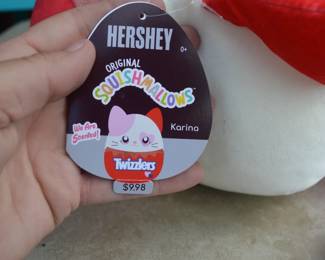 HERSHEY
0+
ORIGINAL
SQUISHMALLOWS
We Are
Scented!
Karina
Twizzlers
$9.98